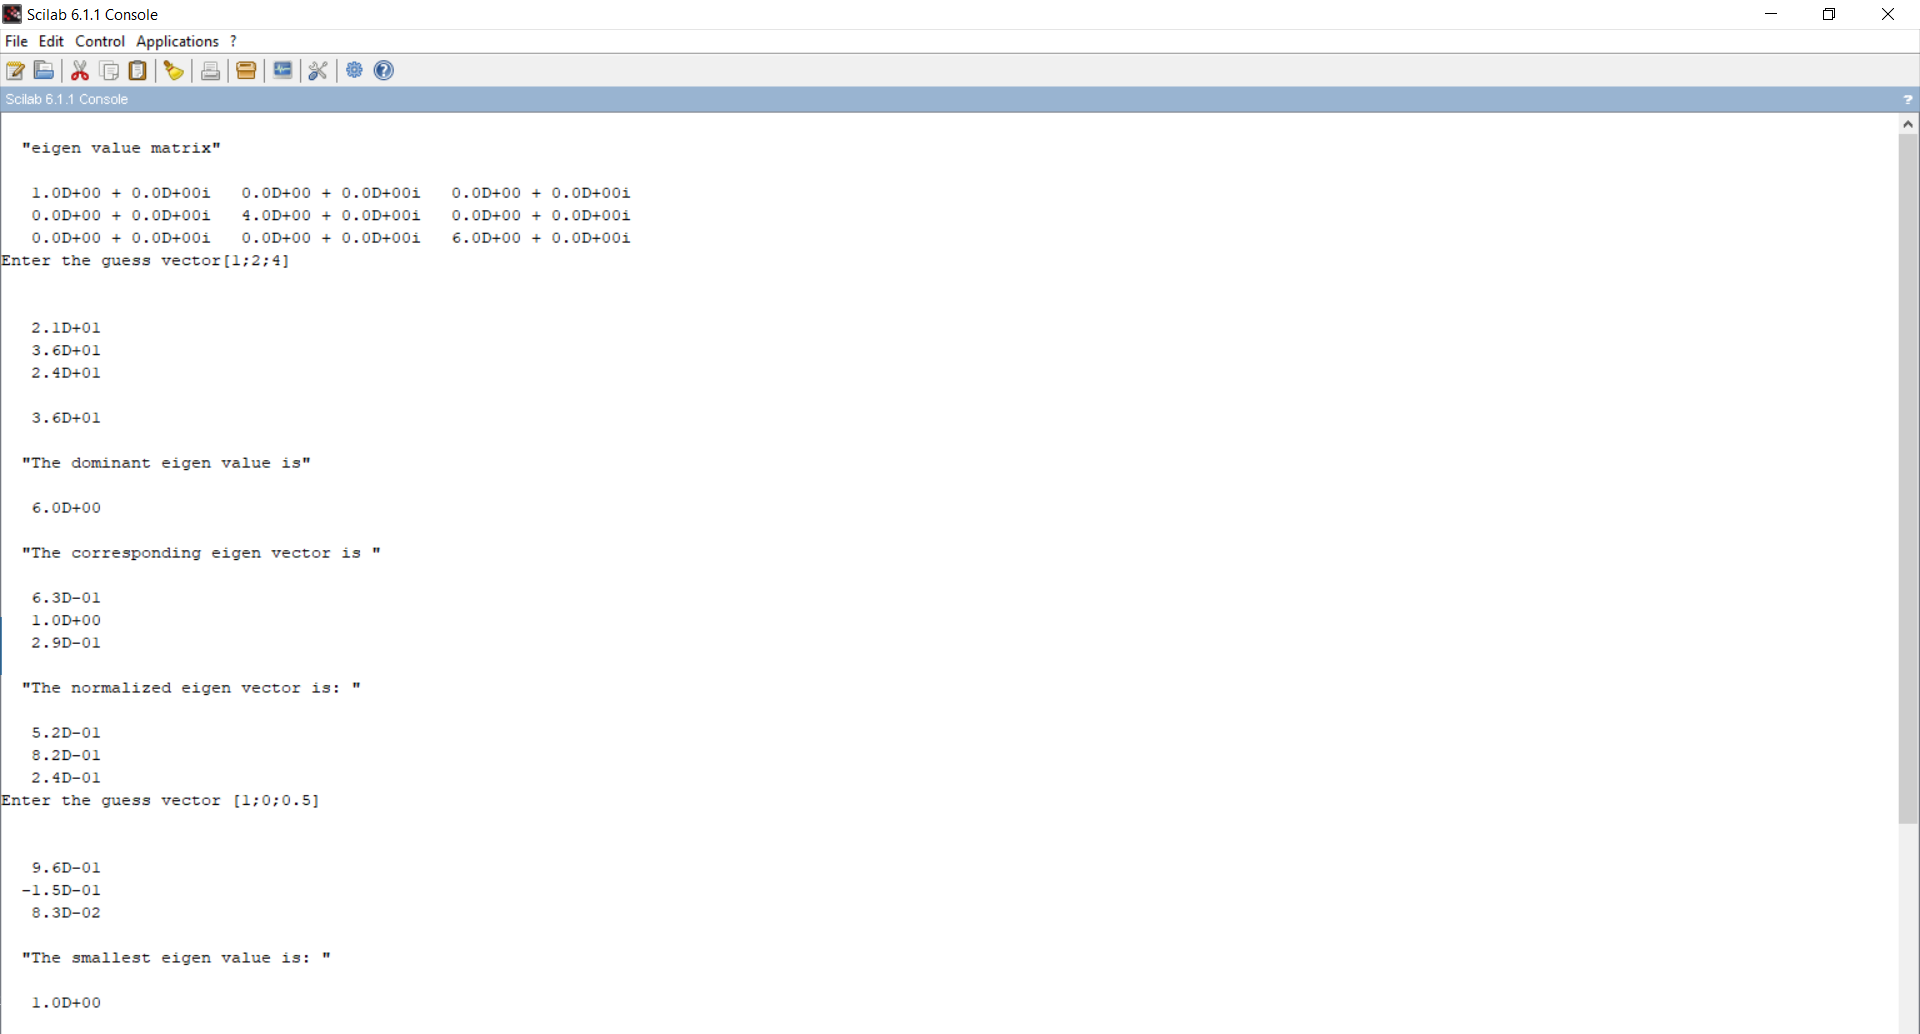 Scilab 6.1.1 Console
File Edit Control Applications ?
Scilab 6.1.1 Console ?
"eigen value matrix"
1.0D+00 + 0.0D+00i 0.0D+00 + 0.0D+00i 0.0D+00 + 0.0D+00i
0.0D+00 + 0.0D+00i 4.0D+00 + 0.0D+00i 0.0D+00 + 0.0D+00i
0.0D+00 + 0.0D+00i 0.0D+00 + 0.0D+00i 6.0D+00 + 0.0D+00i
Enter the guess vector[1;2;4]
2.1D+01
3.6D+01
2.4D+01
3.6D+01
"The dominant eigen value is"
6.0D+00
"The corresponding eigen vector is "
6.3D-01
1.0D+00
2.9D-01
"The normalized eigen vector is: "
5.2D-01
8.2D-01
2.4D-01
Enter the guess vector [1;0;0.5]
9.6D-01
-1.5D-01
8.3D-02
"The smallest eigen value is: "
1.0D+00